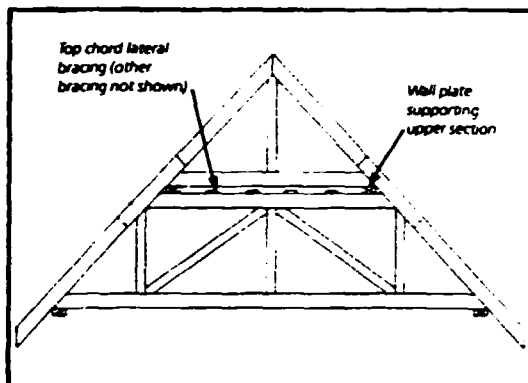 Top chord lateral
bracing (other
bracing not shown)
Wall plate
supporting
upper section